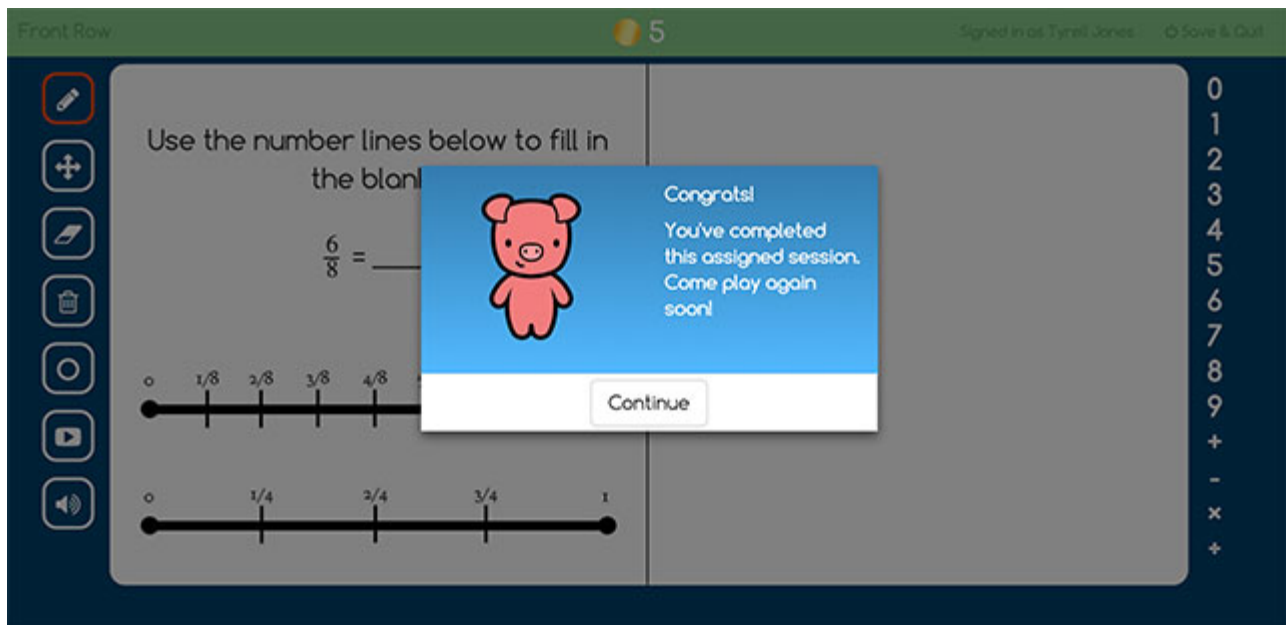 Front Row
5
Signed in as Tyrell Jones
Save & Quit
Use the number lines below to fill in
the blan
6
8
= ___
Congrats!
You've completed
this assigned session.
Come play again
soon!
Continue
0 1/8 2/8 3/8 4/8
0 1/4 2/4 3/4 1
0
1
2
3
4
5
6
7
8
9
+
-
×
÷